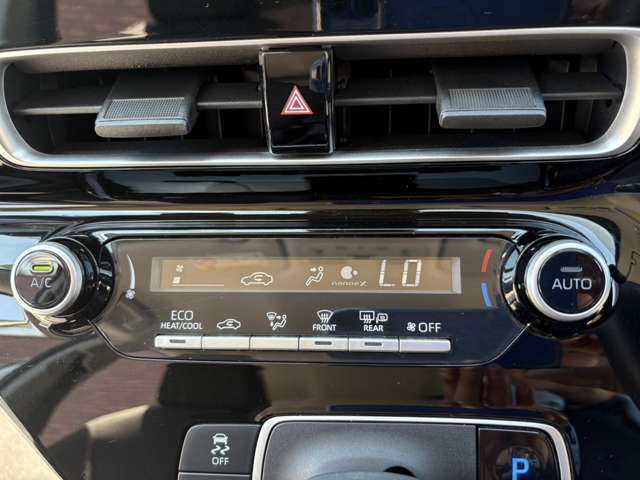 A/C
nanoe X
LO
AUTO
ECO
HEAT/COOL
FRONT
REAR
OFF
OFF
P